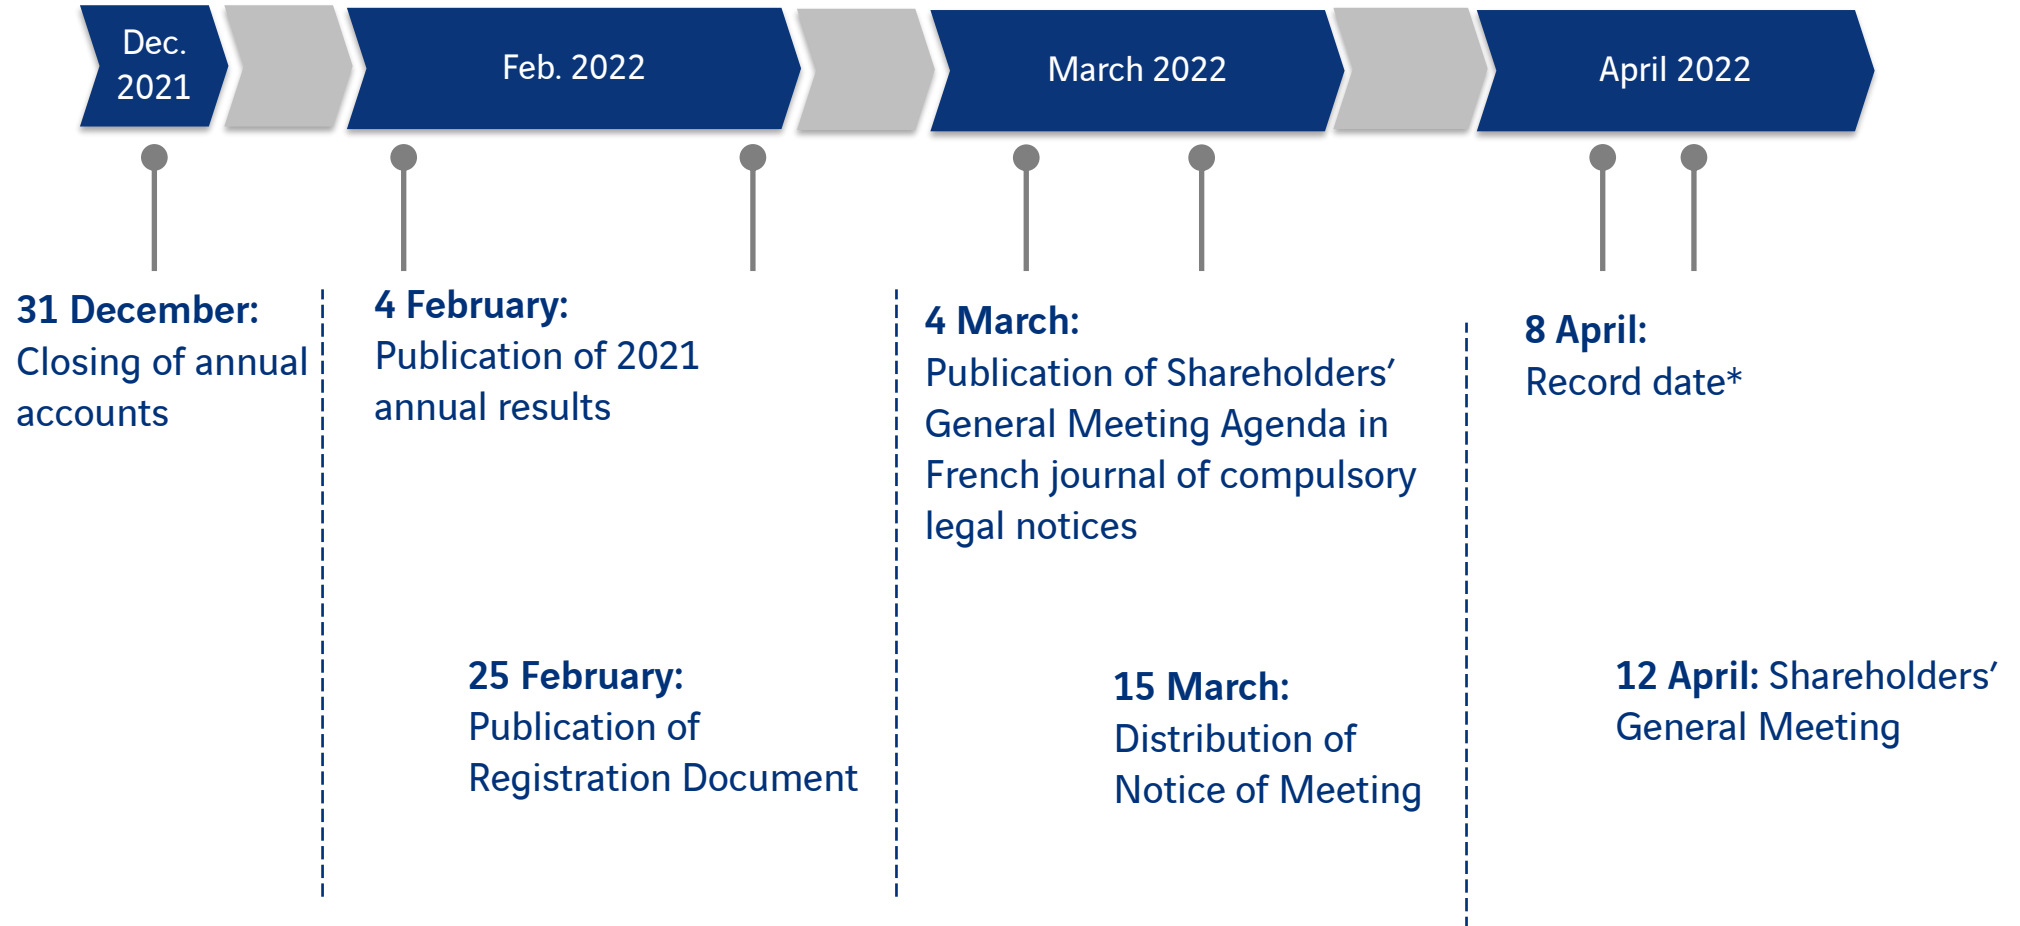 Dec.
2021
Feb. 2022
March 2022
April 2022
31 December:
Closing of annual
accounts
4 February:
Publication of 2021
annual results
25 February:
Publication of
Registration Document
4 March:
Publication of Shareholders’
General Meeting Agenda in
French journal of compulsory
legal notices
15 March:
Distribution of
Notice of Meeting
8 April:
Record date*
12 April: Shareholders’
General Meeting